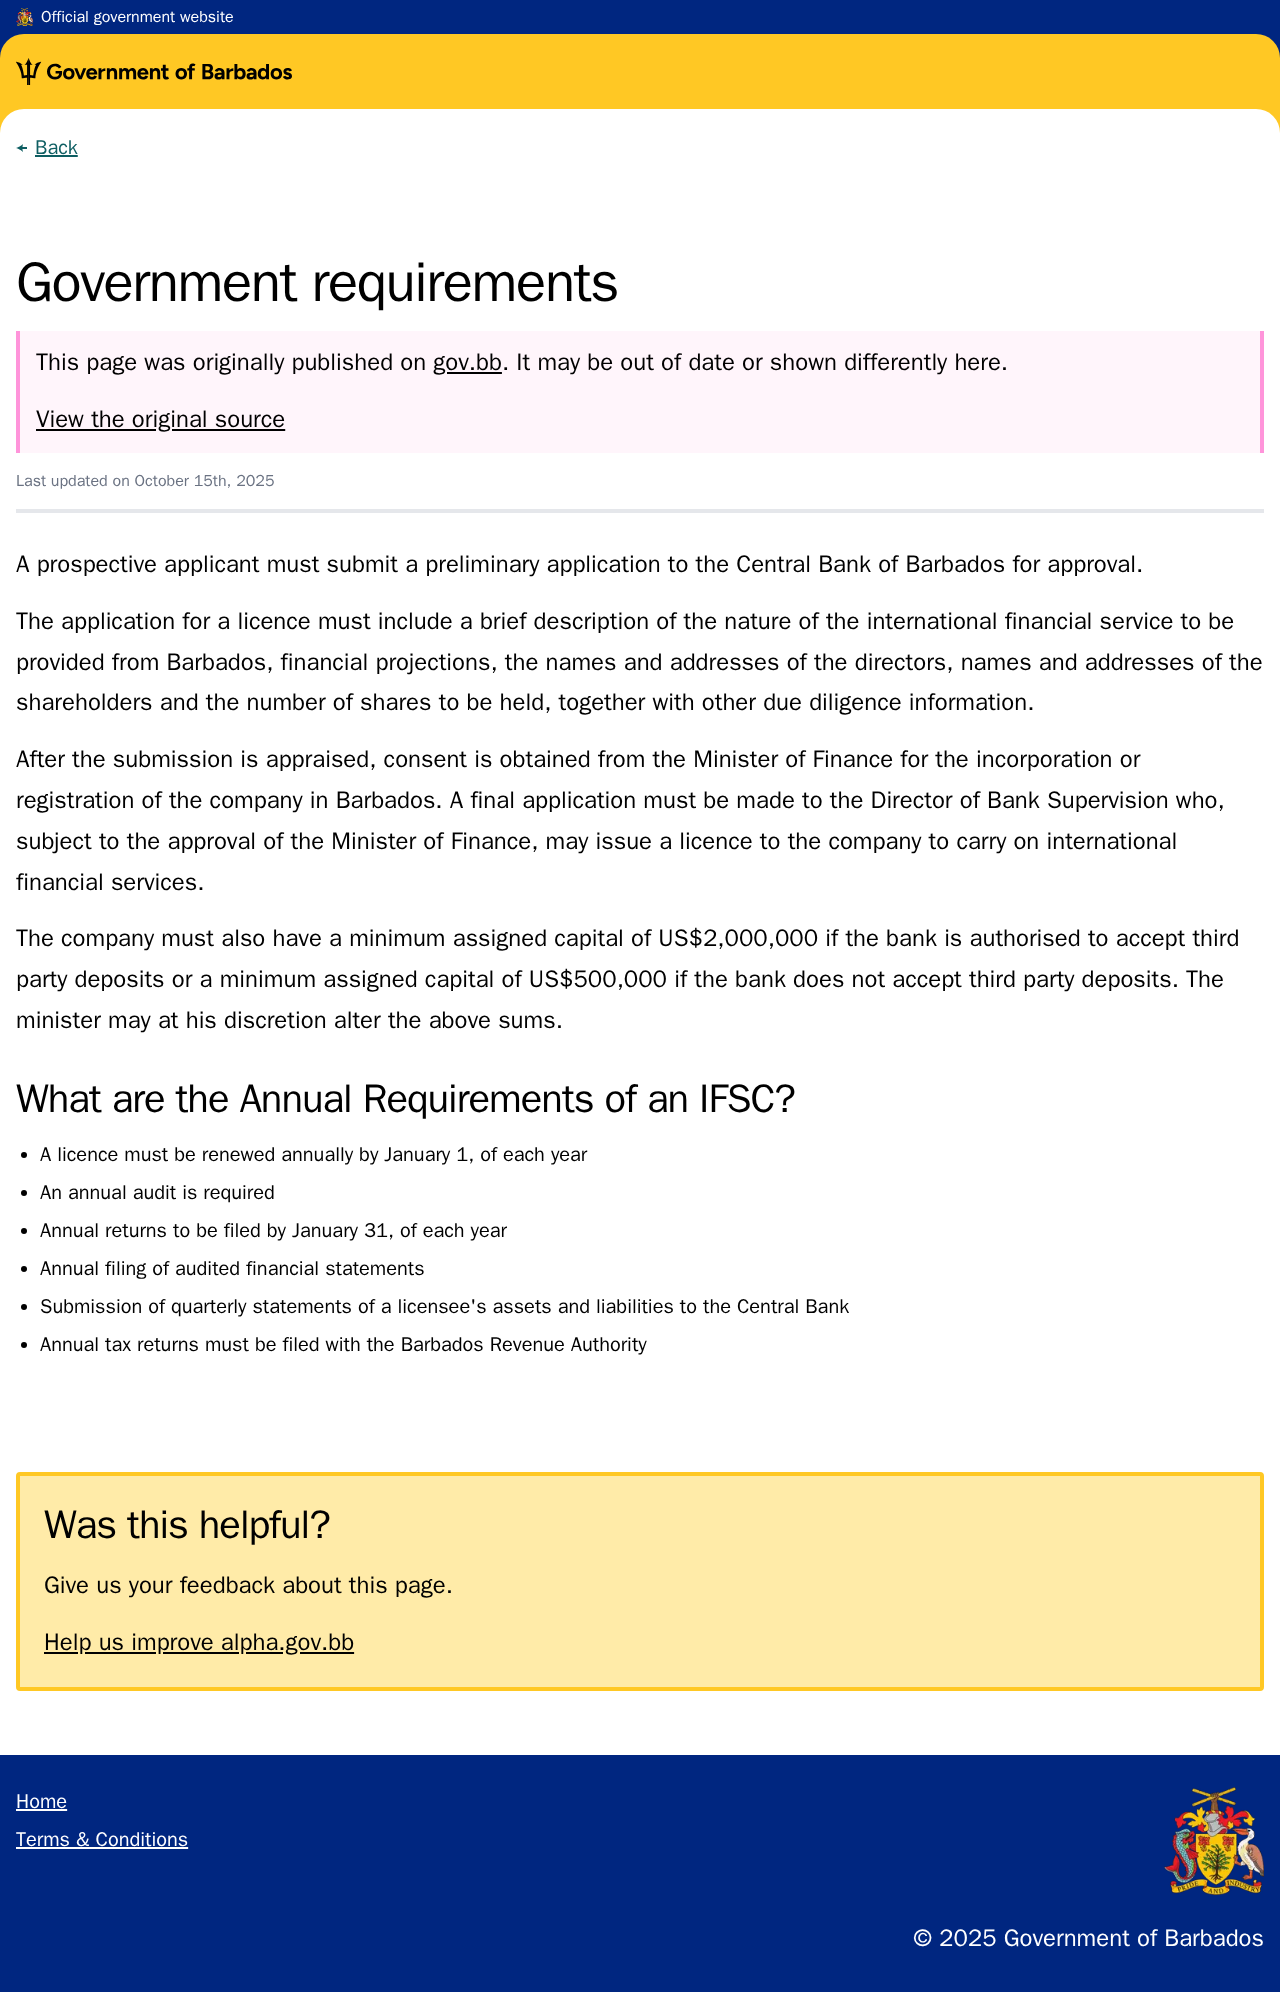 Official government website
Government of Barbados
← Back
Government requirements
This page was originally published on gov.bb. It may be out of date or shown differently here.
View the original source
Last updated on October 15th, 2025
A prospective applicant must submit a preliminary application to the Central Bank of Barbados for approval.
The application for a licence must include a brief description of the nature of the international financial service to be
provided from Barbados, financial projections, the names and addresses of the directors, names and addresses of the
shareholders and the number of shares to be held, together with other due diligence information.
After the submission is appraised, consent is obtained from the Minister of Finance for the incorporation or
registration of the company in Barbados. A final application must be made to the Director of Bank Supervision who,
subject to the approval of the Minister of Finance, may issue a licence to the company to carry on international
financial services.
The company must also have a minimum assigned capital of US$2,000,000 if the bank is authorised to accept third
party deposits or a minimum assigned capital of US$500,000 if the bank does not accept third party deposits. The
minister may at his discretion alter the above sums.
What are the Annual Requirements of an IFSC?
• A licence must be renewed annually by January 1, of each year
• An annual audit is required
• Annual returns to be filed by January 31, of each year
• Annual filing of audited financial statements
• Submission of quarterly statements of a licensee's assets and liabilities to the Central Bank
• Annual tax returns must be filed with the Barbados Revenue Authority
Was this helpful?
Give us your feedback about this page.
Help us improve alpha.gov.bb
Home
Terms & Conditions
PRIDE AND INDUSTRY
© 2025 Government of Barbados